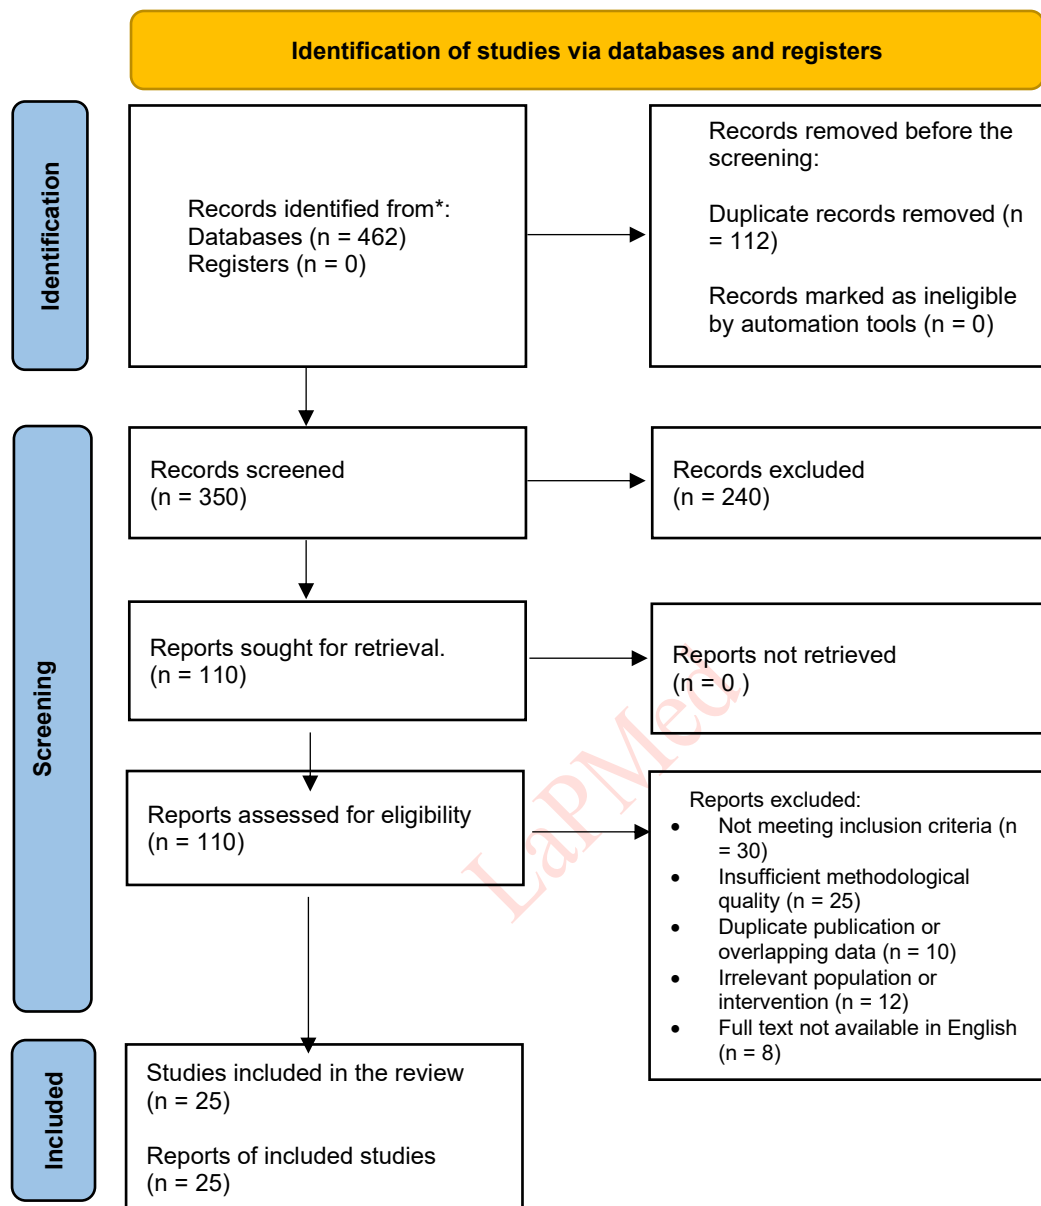 Identification of studies via databases and registers
Identification
Records identified from*:
Databases (n = 462)
Registers (n = 0)
Records removed before the
screening:
Duplicate records removed (n
= 112)
Records marked as ineligible
by automation tools (n = 0)
Screening
Records screened
(n = 350)
Records excluded
(n = 240)
Reports sought for retrieval.
(n = 110)
Reports not retrieved
(n = 0 )
Reports assessed for eligibility
(n = 110)
Reports excluded:
• Not meeting inclusion criteria (n
= 30)
• Insufficient methodological
quality (n = 25)
• Duplicate publication or
overlapping data (n = 10)
• Irrelevant population or
intervention (n = 12)
• Full text not available in English
(n = 8)
Included
Studies included in the review
(n = 25)
Reports of included studies
(n = 25)
LaPMed